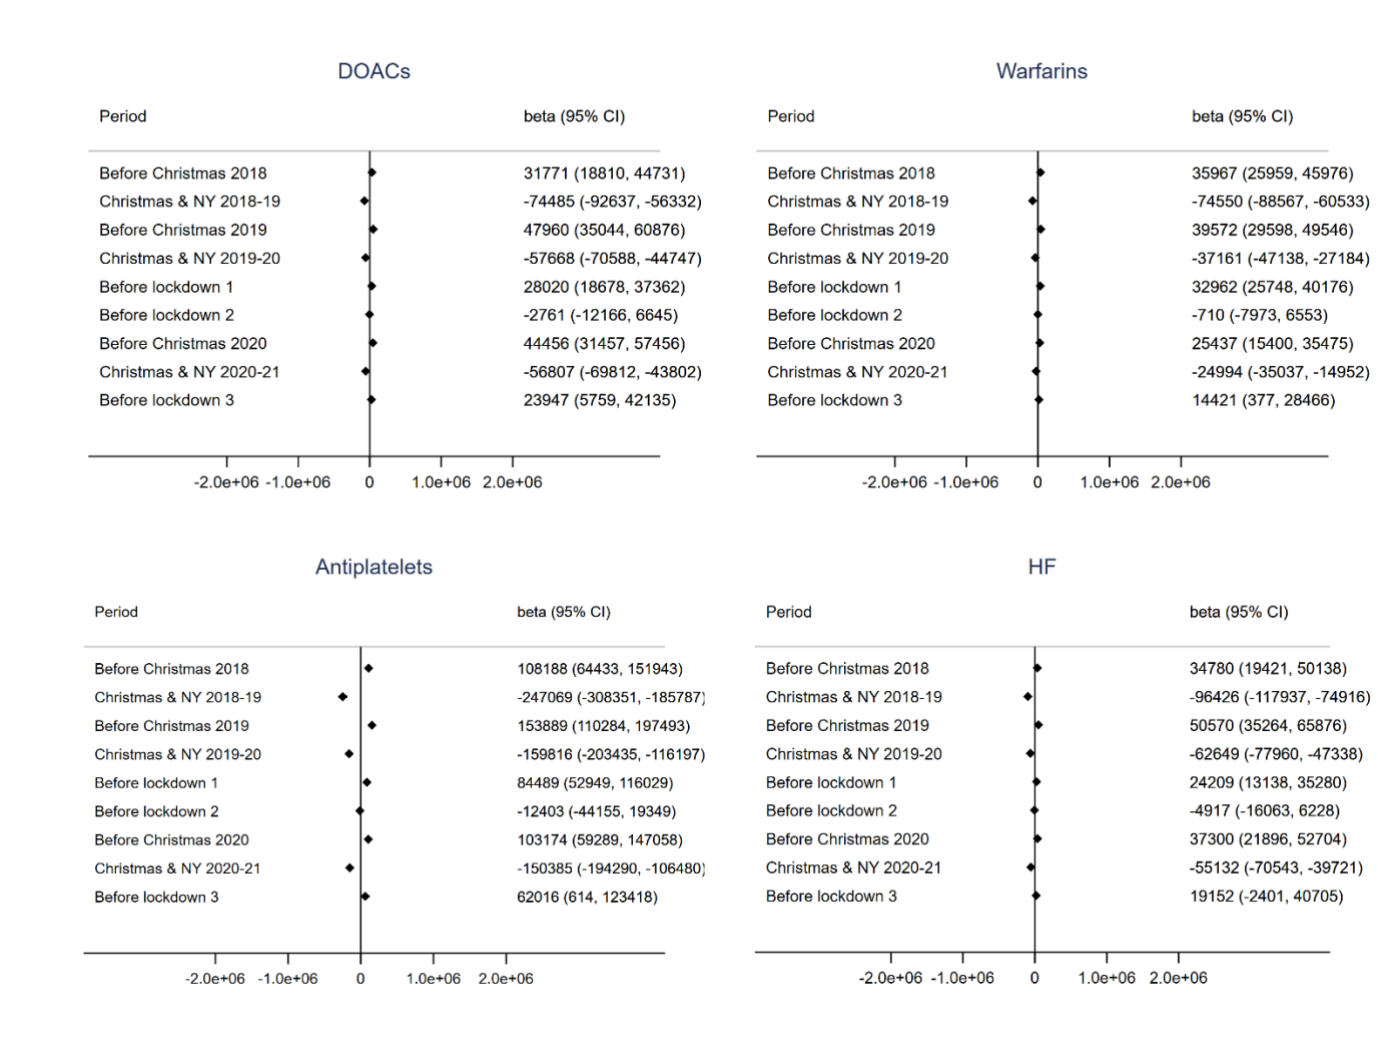 DOACs
Period beta (95% CI)
Before Christmas 2018 31771 (18810, 44731)
Christmas & NY 2018-19 -74485 (-92637, -56332)
Before Christmas 2019 47960 (35044, 60876)
Christmas & NY 2019-20 -57668 (-70588, -44747)
Before lockdown 1 28020 (18678, 37362)
Before lockdown 2 -2761 (-12166, 6645)
Before Christmas 2020 44456 (31457, 57456)
Christmas & NY 2020-21 -56807 (-69812, -43802)
Before lockdown 3 23947 (5759, 42135)
-2.0e+06 -1.0e+06 0 1.0e+06 2.0e+06
Warfarins
Period beta (95% CI)
Before Christmas 2018 35967 (25959, 45976)
Christmas & NY 2018-19 -74550 (-88567, -60533)
Before Christmas 2019 39572 (29598, 49546)
Christmas & NY 2019-20 -37161 (-47138, -27184)
Before lockdown 1 32962 (25748, 40176)
Before lockdown 2 -710 (-7973, 6553)
Before Christmas 2020 25437 (15400, 35475)
Christmas & NY 2020-21 -24994 (-35037, -14952)
Before lockdown 3 14421 (377, 28466)
-2.0e+06 -1.0e+06 0 1.0e+06 2.0e+06
Antiplatelets
Period beta (95% CI)
Before Christmas 2018 108188 (64433, 151943)
Christmas & NY 2018-19 -247069 (-308351, -185787)
Before Christmas 2019 153889 (110284, 197493)
Christmas & NY 2019-20 -159816 (-203435, -116197)
Before lockdown 1 84489 (52949, 116029)
Before lockdown 2 -12403 (-44155, 19349)
Before Christmas 2020 103174 (59289, 147058)
Christmas & NY 2020-21 -150385 (-194290, -106480)
Before lockdown 3 62016 (614, 123418)
-2.0e+06 -1.0e+06 0 1.0e+06 2.0e+06
HF
Period beta (95% CI)
Before Christmas 2018 34780 (19421, 50138)
Christmas & NY 2018-19 -96426 (-117937, -74916)
Before Christmas 2019 50570 (35264, 65876)
Christmas & NY 2019-20 -62649 (-77960, -47338)
Before lockdown 1 24209 (13138, 35280)
Before lockdown 2 -4917 (-16063, 6228)
Before Christmas 2020 37300 (21896, 52704)
Christmas & NY 2020-21 -55132 (-70543, -39721)
Before lockdown 3 19152 (-2401, 40705)
-2.0e+06 -1.0e+06 0 1.0e+06 2.0e+06